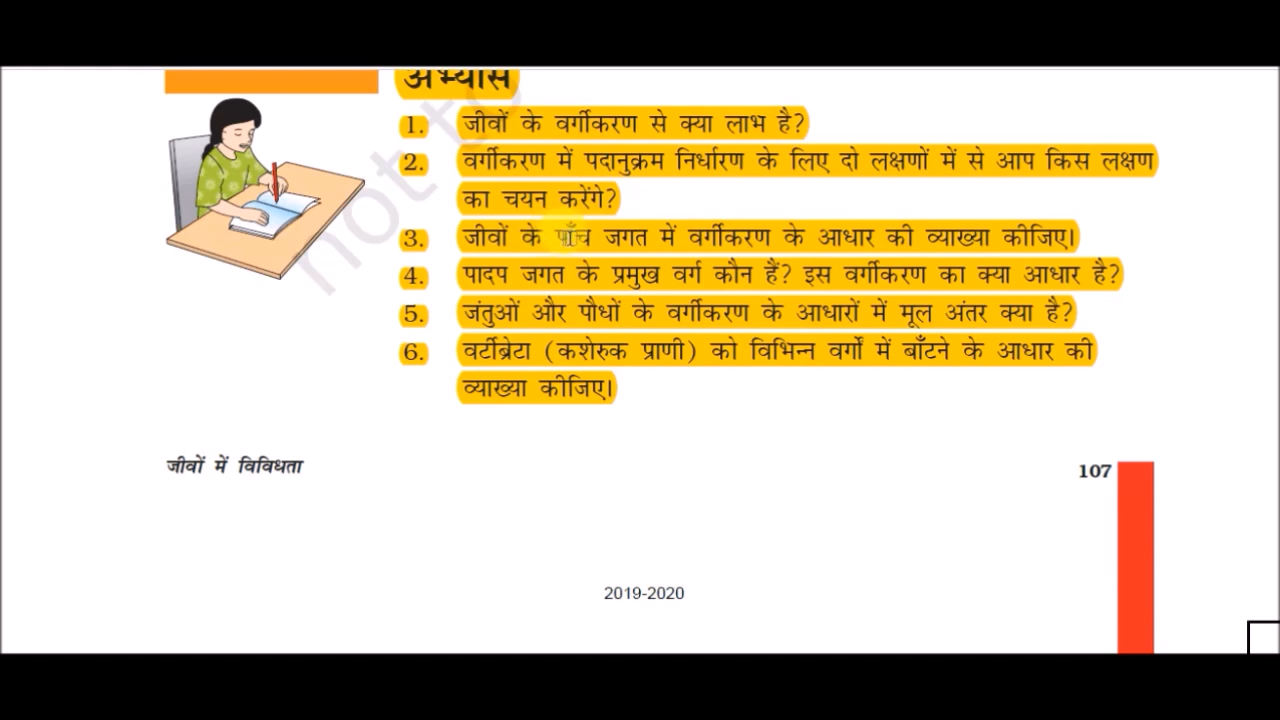 अभ्यास
1. जीवों के वर्गीकरण से क्या लाभ है?
2. वर्गीकरण में पदानुक्रम निर्धारण के लिए दो लक्षणों में से आप किस लक्षण
का चयन करेंगे?
3. जीवों के पाँच जगत में वर्गीकरण के आधार की व्याख्या कीजिए।
4. पादप जगत के प्रमुख वर्ग कौन हैं? इस वर्गीकरण का क्या आधार है?
5. जंतुओं और पौधों के वर्गीकरण के आधारों में मूल अंतर क्या है?
6. वर्टीब्रेटा (कशेरुक प्राणी) को विभिन्न वर्गों में बाँटने के आधार की
व्याख्या कीजिए।
not to
जीवों में विविधता
107
2019-2020